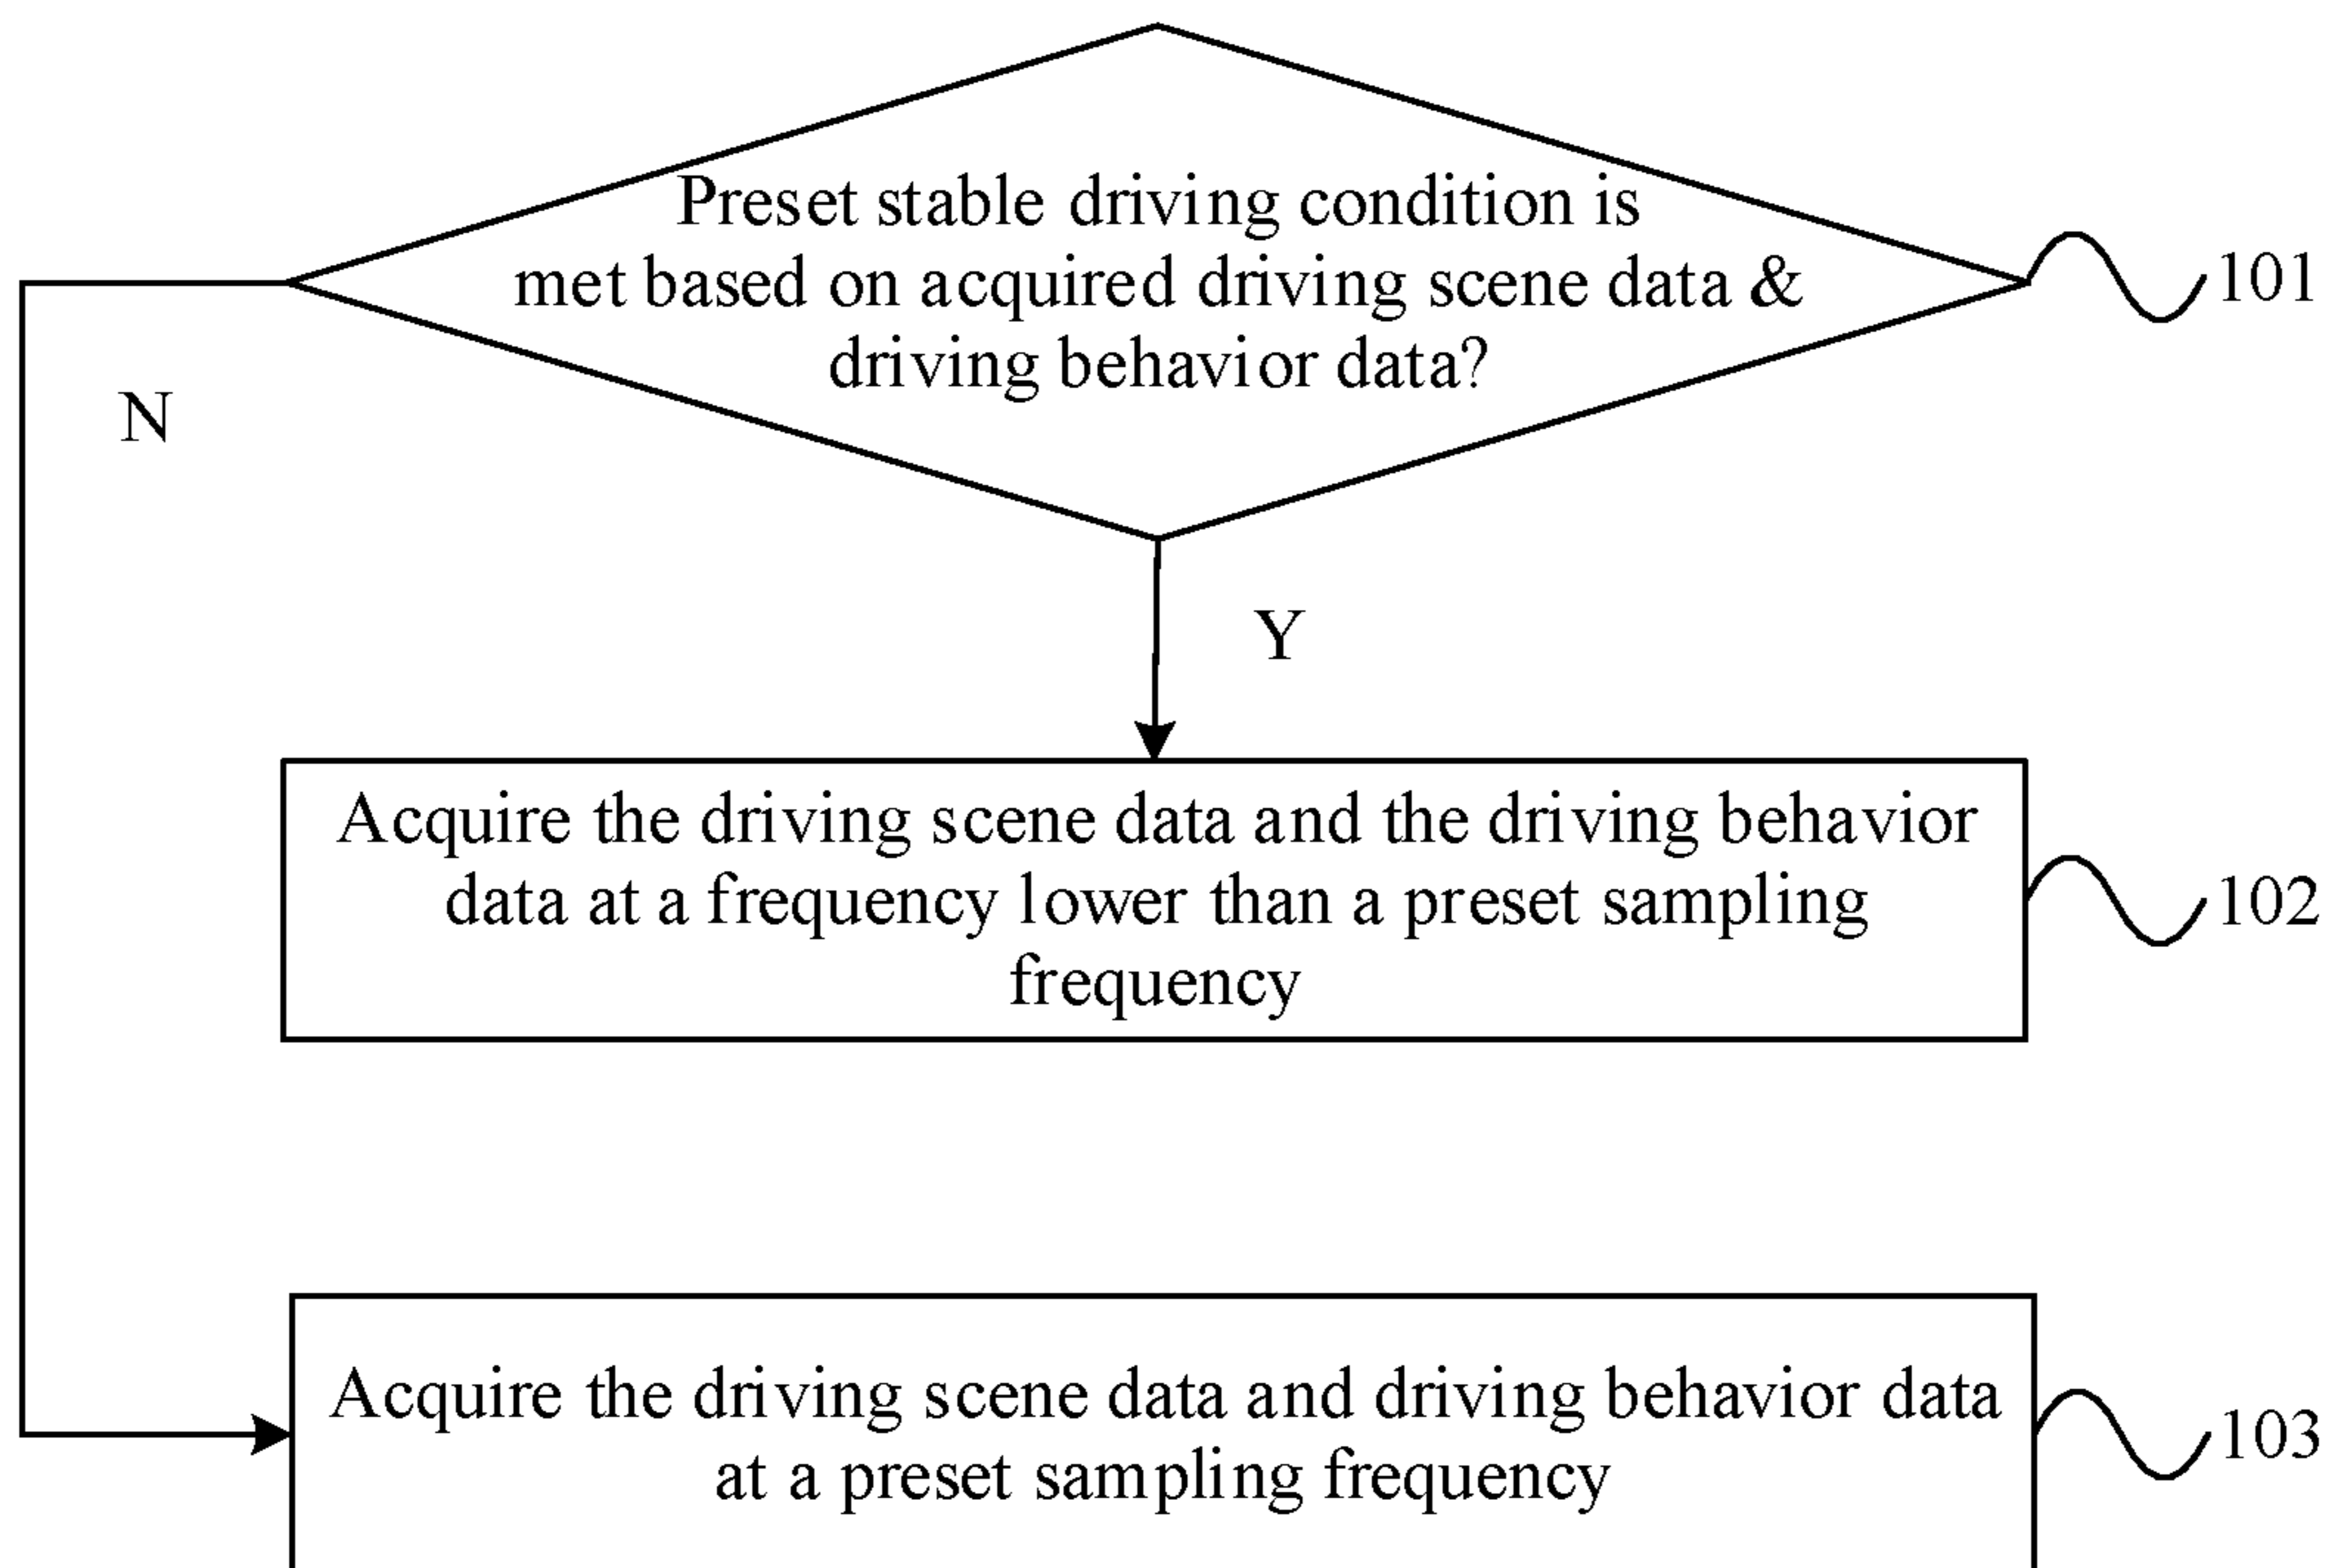 Preset stable driving condition is
met based on acquired driving scene data &
driving behavior data?
101
N
Y
Acquire the driving scene data and the driving behavior
data at a frequency lower than a preset sampling
frequency
102
Acquire the driving scene data and driving behavior data
at a preset sampling frequency
103